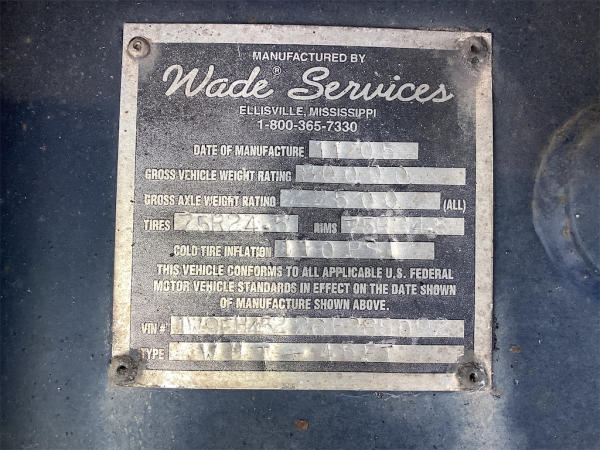 MANUFACTURED BY
Wade® Services
ELLISVILLE, MISSISSIPPI
1-800-365-7330
DATE OF MANUFACTURE
GROSS VEHICLE WEIGHT RATING
GROSS AXLE WEIGHT RATING (ALL)
TIRES RIMS
COLD TIRE INFLATION
THIS VEHICLE CONFORMS TO ALL APPLICABLE U.S. FEDERAL
MOTOR VEHICLE STANDARDS IN EFFECT ON THE DATE SHOWN
OF MANUFACTURE SHOWN ABOVE.
VIN #
TYPE